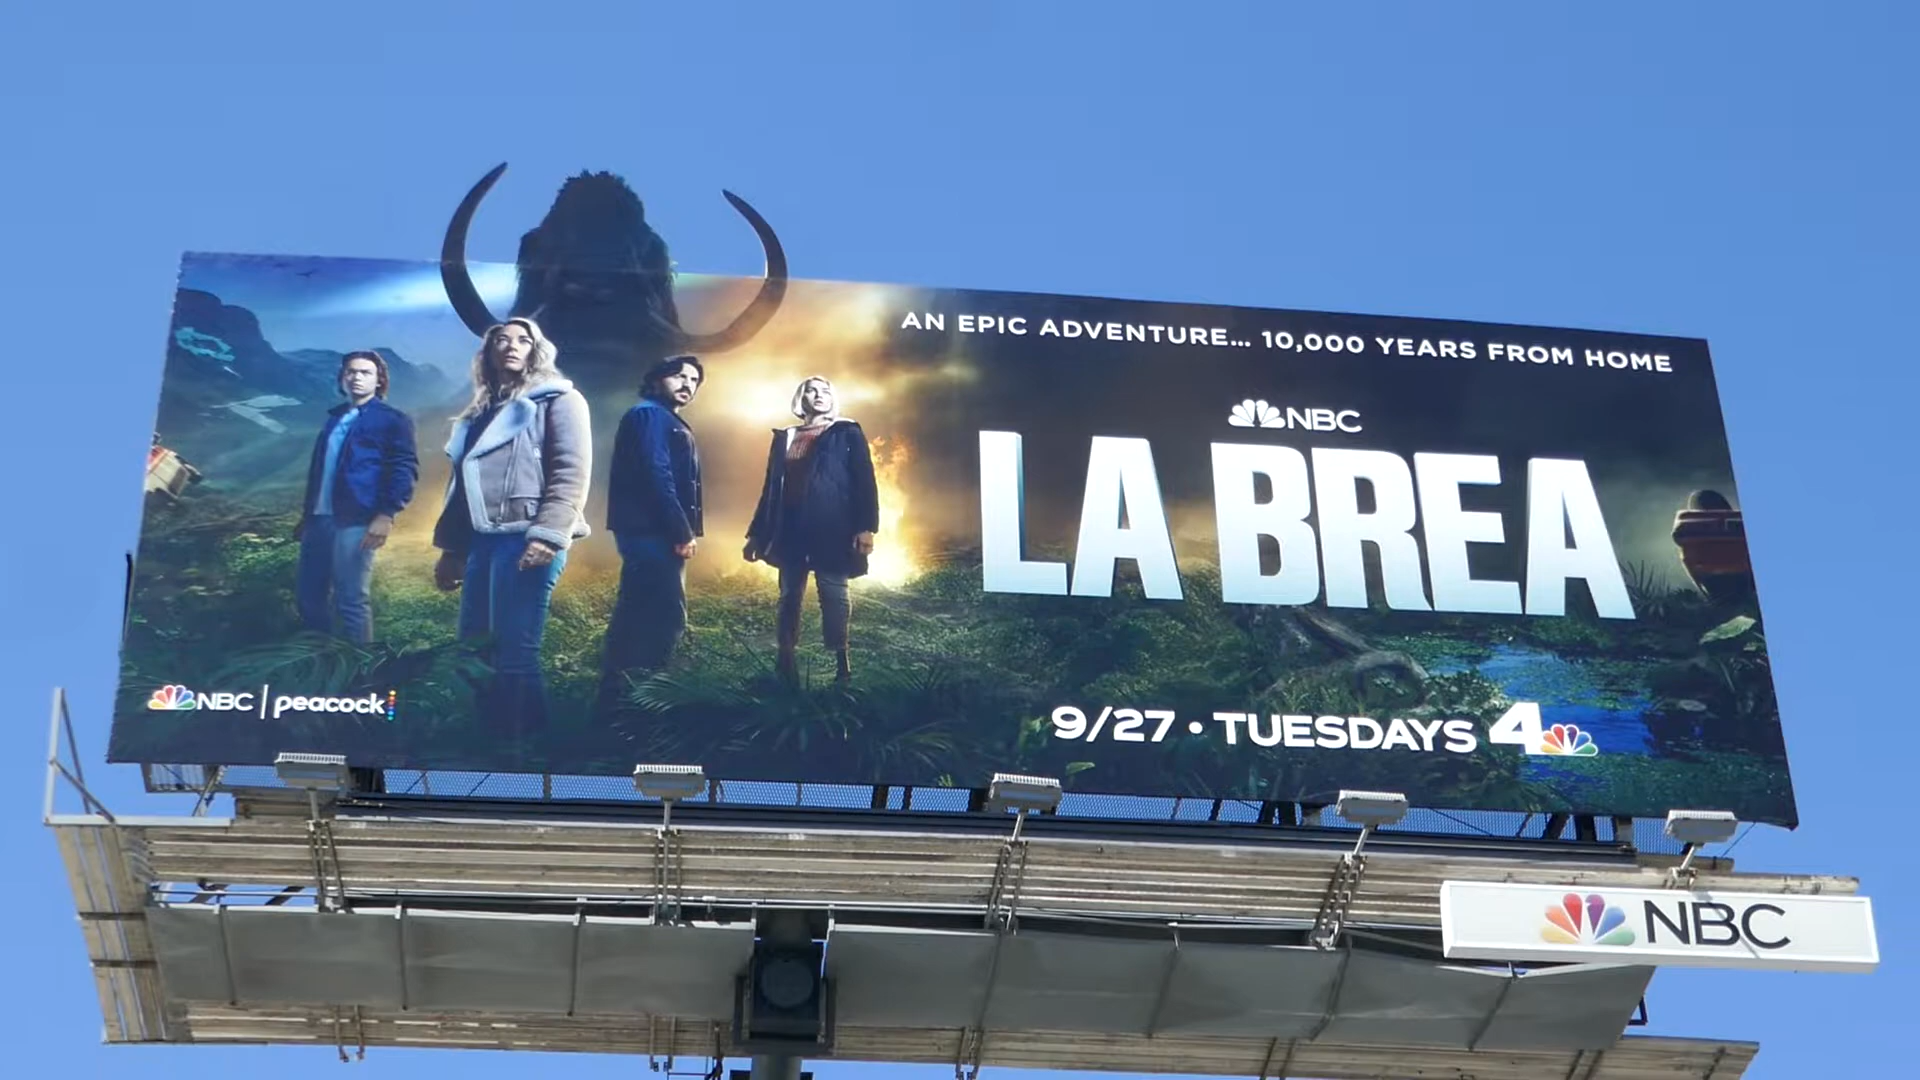 AN EPIC ADVENTURE... 10,000 YEARS FROM HOME
NBC
LA BREA
NBC | peacock
9/27 • TUESDAYS 4
NBC